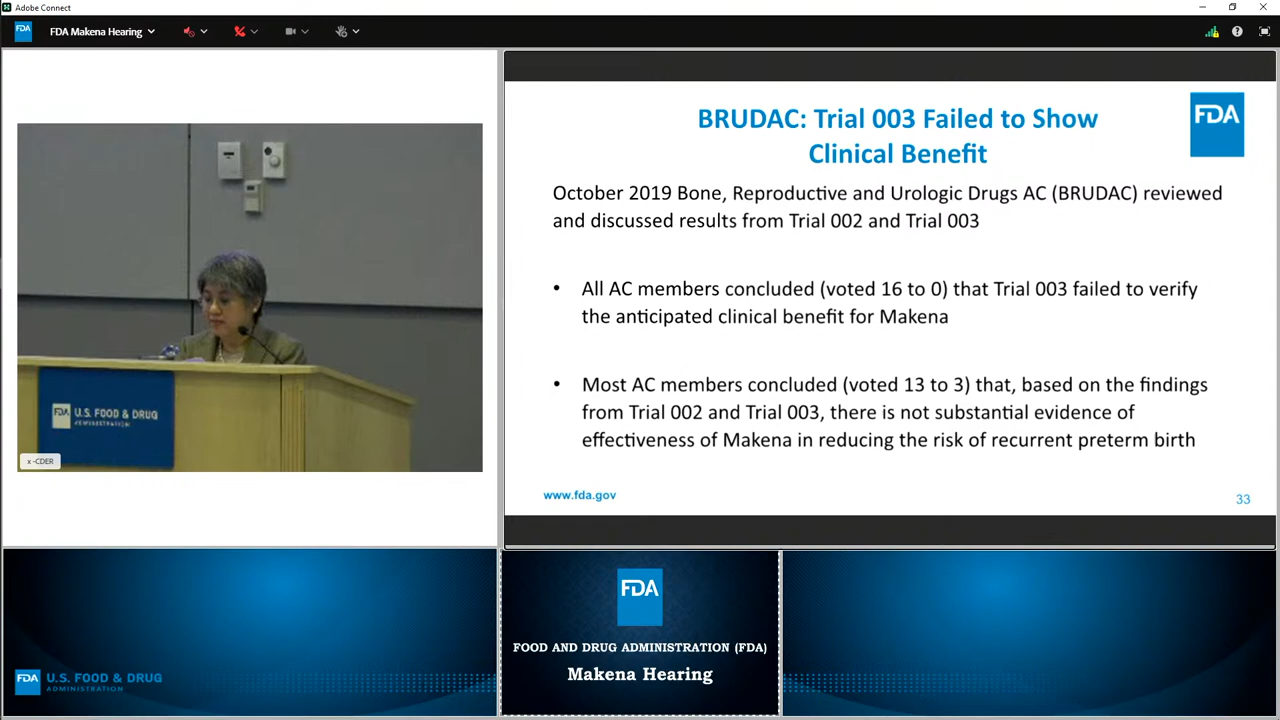 Adobe Connect
FDA
FDA Makena Hearing
BRUDAC: Trial 003 Failed to Show
Clinical Benefit
FDA
October 2019 Bone, Reproductive and Urologic Drugs AC (BRUDAC) reviewed
and discussed results from Trial 002 and Trial 003
• All AC members concluded (voted 16 to 0) that Trial 003 failed to verify
the anticipated clinical benefit for Makena
• Most AC members concluded (voted 13 to 3) that, based on the findings
from Trial 002 and Trial 003, there is not substantial evidence of
effectiveness of Makena in reducing the risk of recurrent preterm birth
www.fda.gov
33
FDA U.S. FOOD & DRUG
ADMINISTRATION
x -CDER
FDA U.S. FOOD & DRUG
ADMINISTRATION
FDA
FOOD AND DRUG ADMINISTRATION (FDA)
Makena Hearing